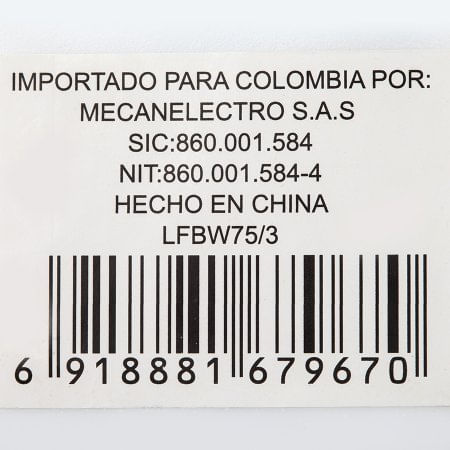 IMPORTADO PARA COLOMBIA POR:
MECANELECTRO S.A.S
SIC:860.001.584
NIT:860.001.584-4
HECHO EN CHINA
LFBW75/3
6 918881 679670